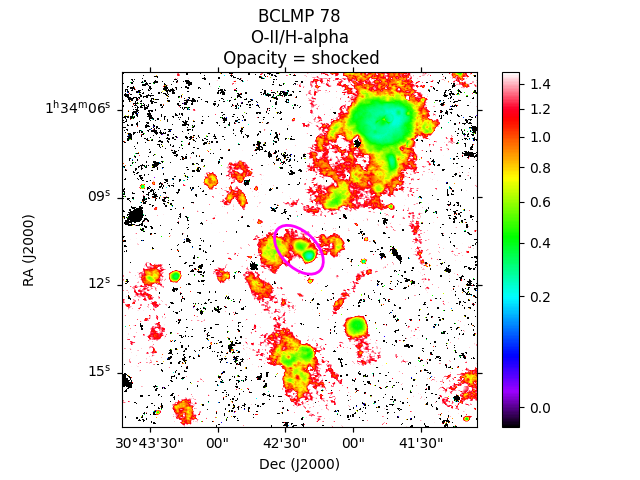 BCLMP 78
O-II/H-alpha
Opacity = shocked
1h34m06s
09s
12s
15s
RA (J2000)
30°43'30" 00" 42'30" 00" 41'30"
Dec (J2000)
1.4
1.2
1.0
0.8
0.6
0.4
0.2
0.0